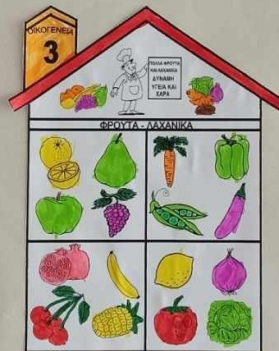 ΟΙΚΟΓΕΝΕΙΑ
3
ΠΟΛΛΑ ΦΡΟΥΤΑ
ΚΑΙ ΛΑΧΑΝΙΚΑ
ΔΥΝΑΜΗ
ΥΓΕΙΑ ΚΑΙ
ΧΑΡΑ
ΦΡΟΥΤΑ - ΛΑΧΑΝΙΚΑ